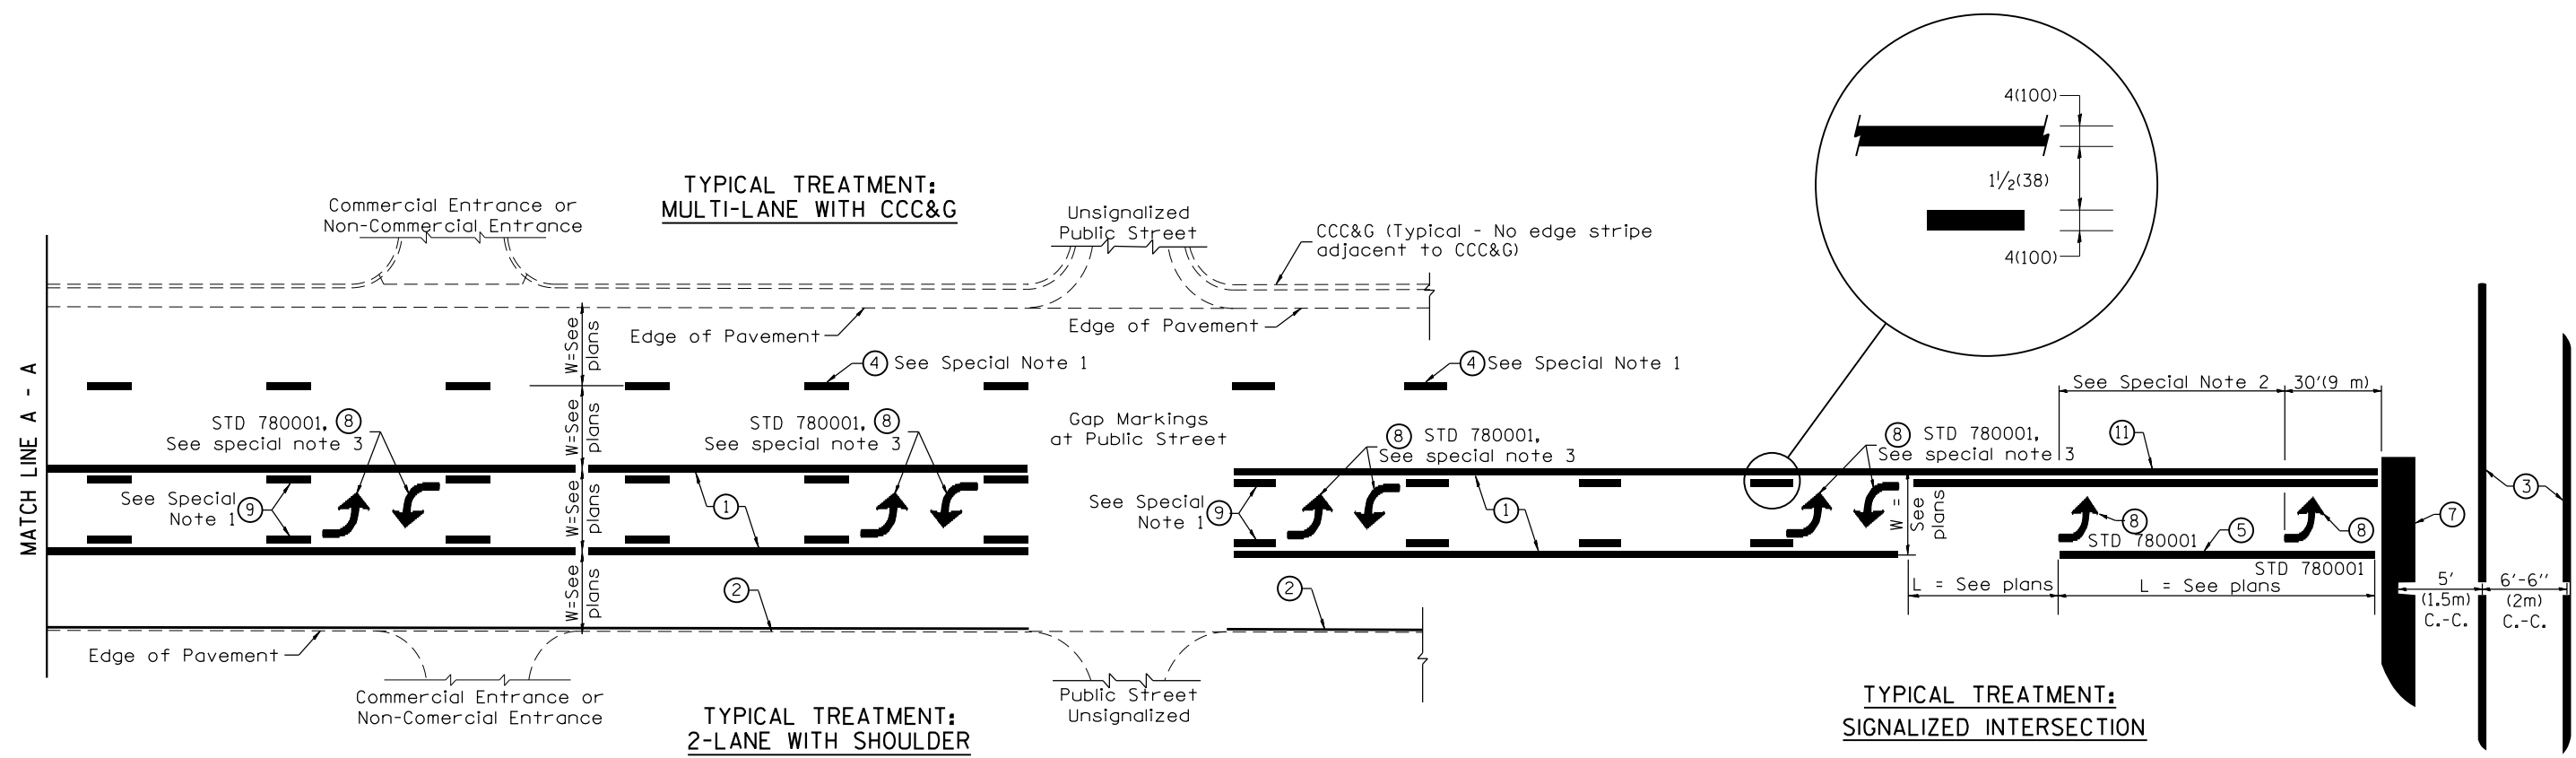 TYPICAL TREATMENT:
MULTI-LANE WITH CCC&G
Commercial Entrance or
Non-Commercial Entrance
Unsignalized
Public Street
CCC&G (Typical - No edge stripe
adjacent to CCC&G)
4(100)
1½(38)
4(100)
MATCH LINE A - A
Edge of Pavement
Edge of Pavement
W=See
plans
W=See
plans
W=See
plans
W=See
plans
4 See Special Note 1
4 See Special Note 1
STD 780001, 8
See special note 3
STD 780001, 8
See special note 3
Gap Markings
at Public Street
8 STD 780001,
See special note 3
8 STD 780001,
See special note 3
See Special Note 2
30'(9 m)
11
See Special
Note 1
9
1
See Special
Note 1
9
1
W =
See
plans
8
STD 780001
5
8
STD 780001
7
3
2
2
L = See plans
L = See plans
5'
(1.5m)
C.-C.
6'-6"
(2m)
C.-C.
Edge of Pavement
Commercial Entrance or
Non-Comercial Entrance
Public Street
Unsignalized
TYPICAL TREATMENT:
2-LANE WITH SHOULDER
TYPICAL TREATMENT:
SIGNALIZED INTERSECTION